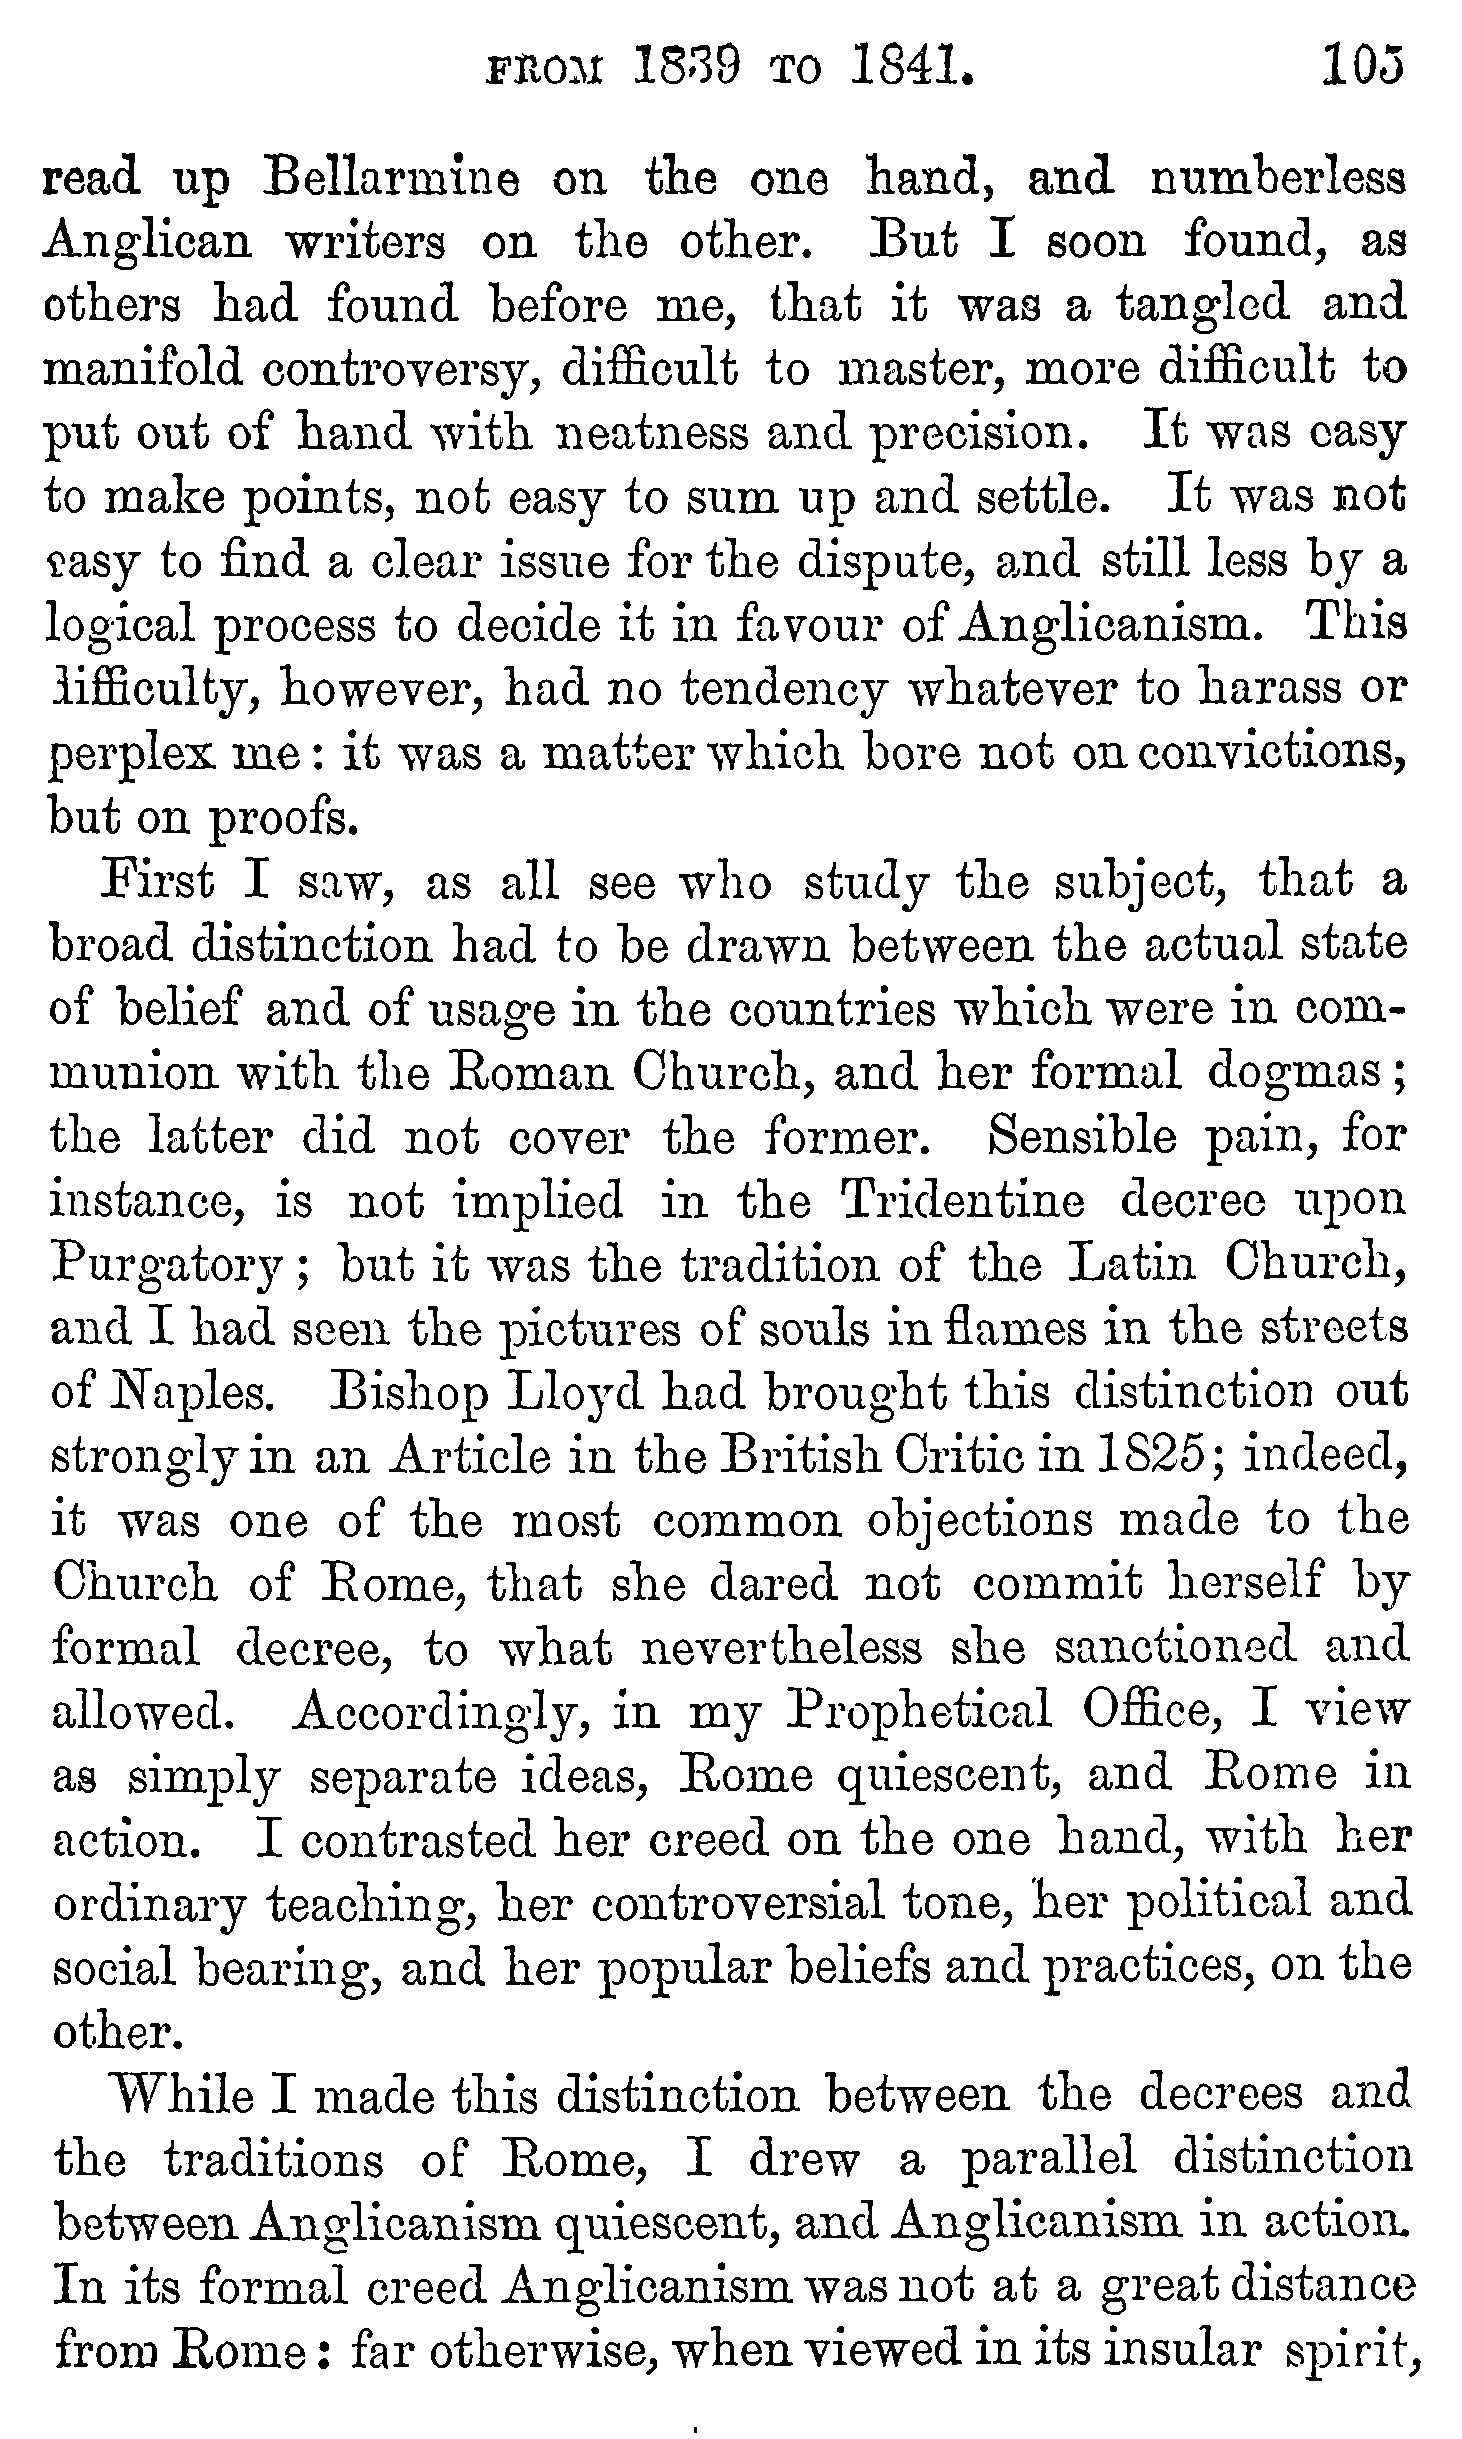 FROM 1839 TO 1841. 105
read up Bellarmine on the one hand, and numberless
Anglican writers on the other. But I soon found, as
others had found before me, that it was a tangled and
manifold controversy, difficult to master, more difficult to
put out of hand with neatness and precision. It was easy
to make points, not easy to sum up and settle. It was not
easy to find a clear issue for the dispute, and still less by a
logical process to decide it in favour of Anglicanism. This
difficulty, however, had no tendency whatever to harass or
perplex me: it was a matter which bore not on convictions,
but on proofs.
First I saw, as all see who study the subject, that a
broad distinction had to be drawn between the actual state
of belief and of usage in the countries which were in com-
munion with the Roman Church, and her formal dogmas;
the latter did not cover the former. Sensible pain, for
instance, is not implied in the Tridentine decree upon
Purgatory; but it was the tradition of the Latin Church,
and I had seen the pictures of souls in flames in the streets
of Naples. Bishop Lloyd had brought this distinction out
strongly in an Article in the British Critic in 1825; indeed,
it was one of the most common objections made to the
Church of Rome, that she dared not commit herself by
formal decree, to what nevertheless she sanctioned and
allowed. Accordingly, in my Prophetical Office, I view
as simply separate ideas, Rome quiescent, and Rome in
action. I contrasted her creed on the one hand, with her
ordinary teaching, her controversial tone, her political and
social bearing, and her popular beliefs and practices, on the
other.
While I made this distinction between the decrees and
the traditions of Rome, I drew a parallel distinction
between Anglicanism quiescent, and Anglicanism in action.
In its formal creed Anglicanism was not at a great distance
from Rome: far otherwise, when viewed in its insular spirit,